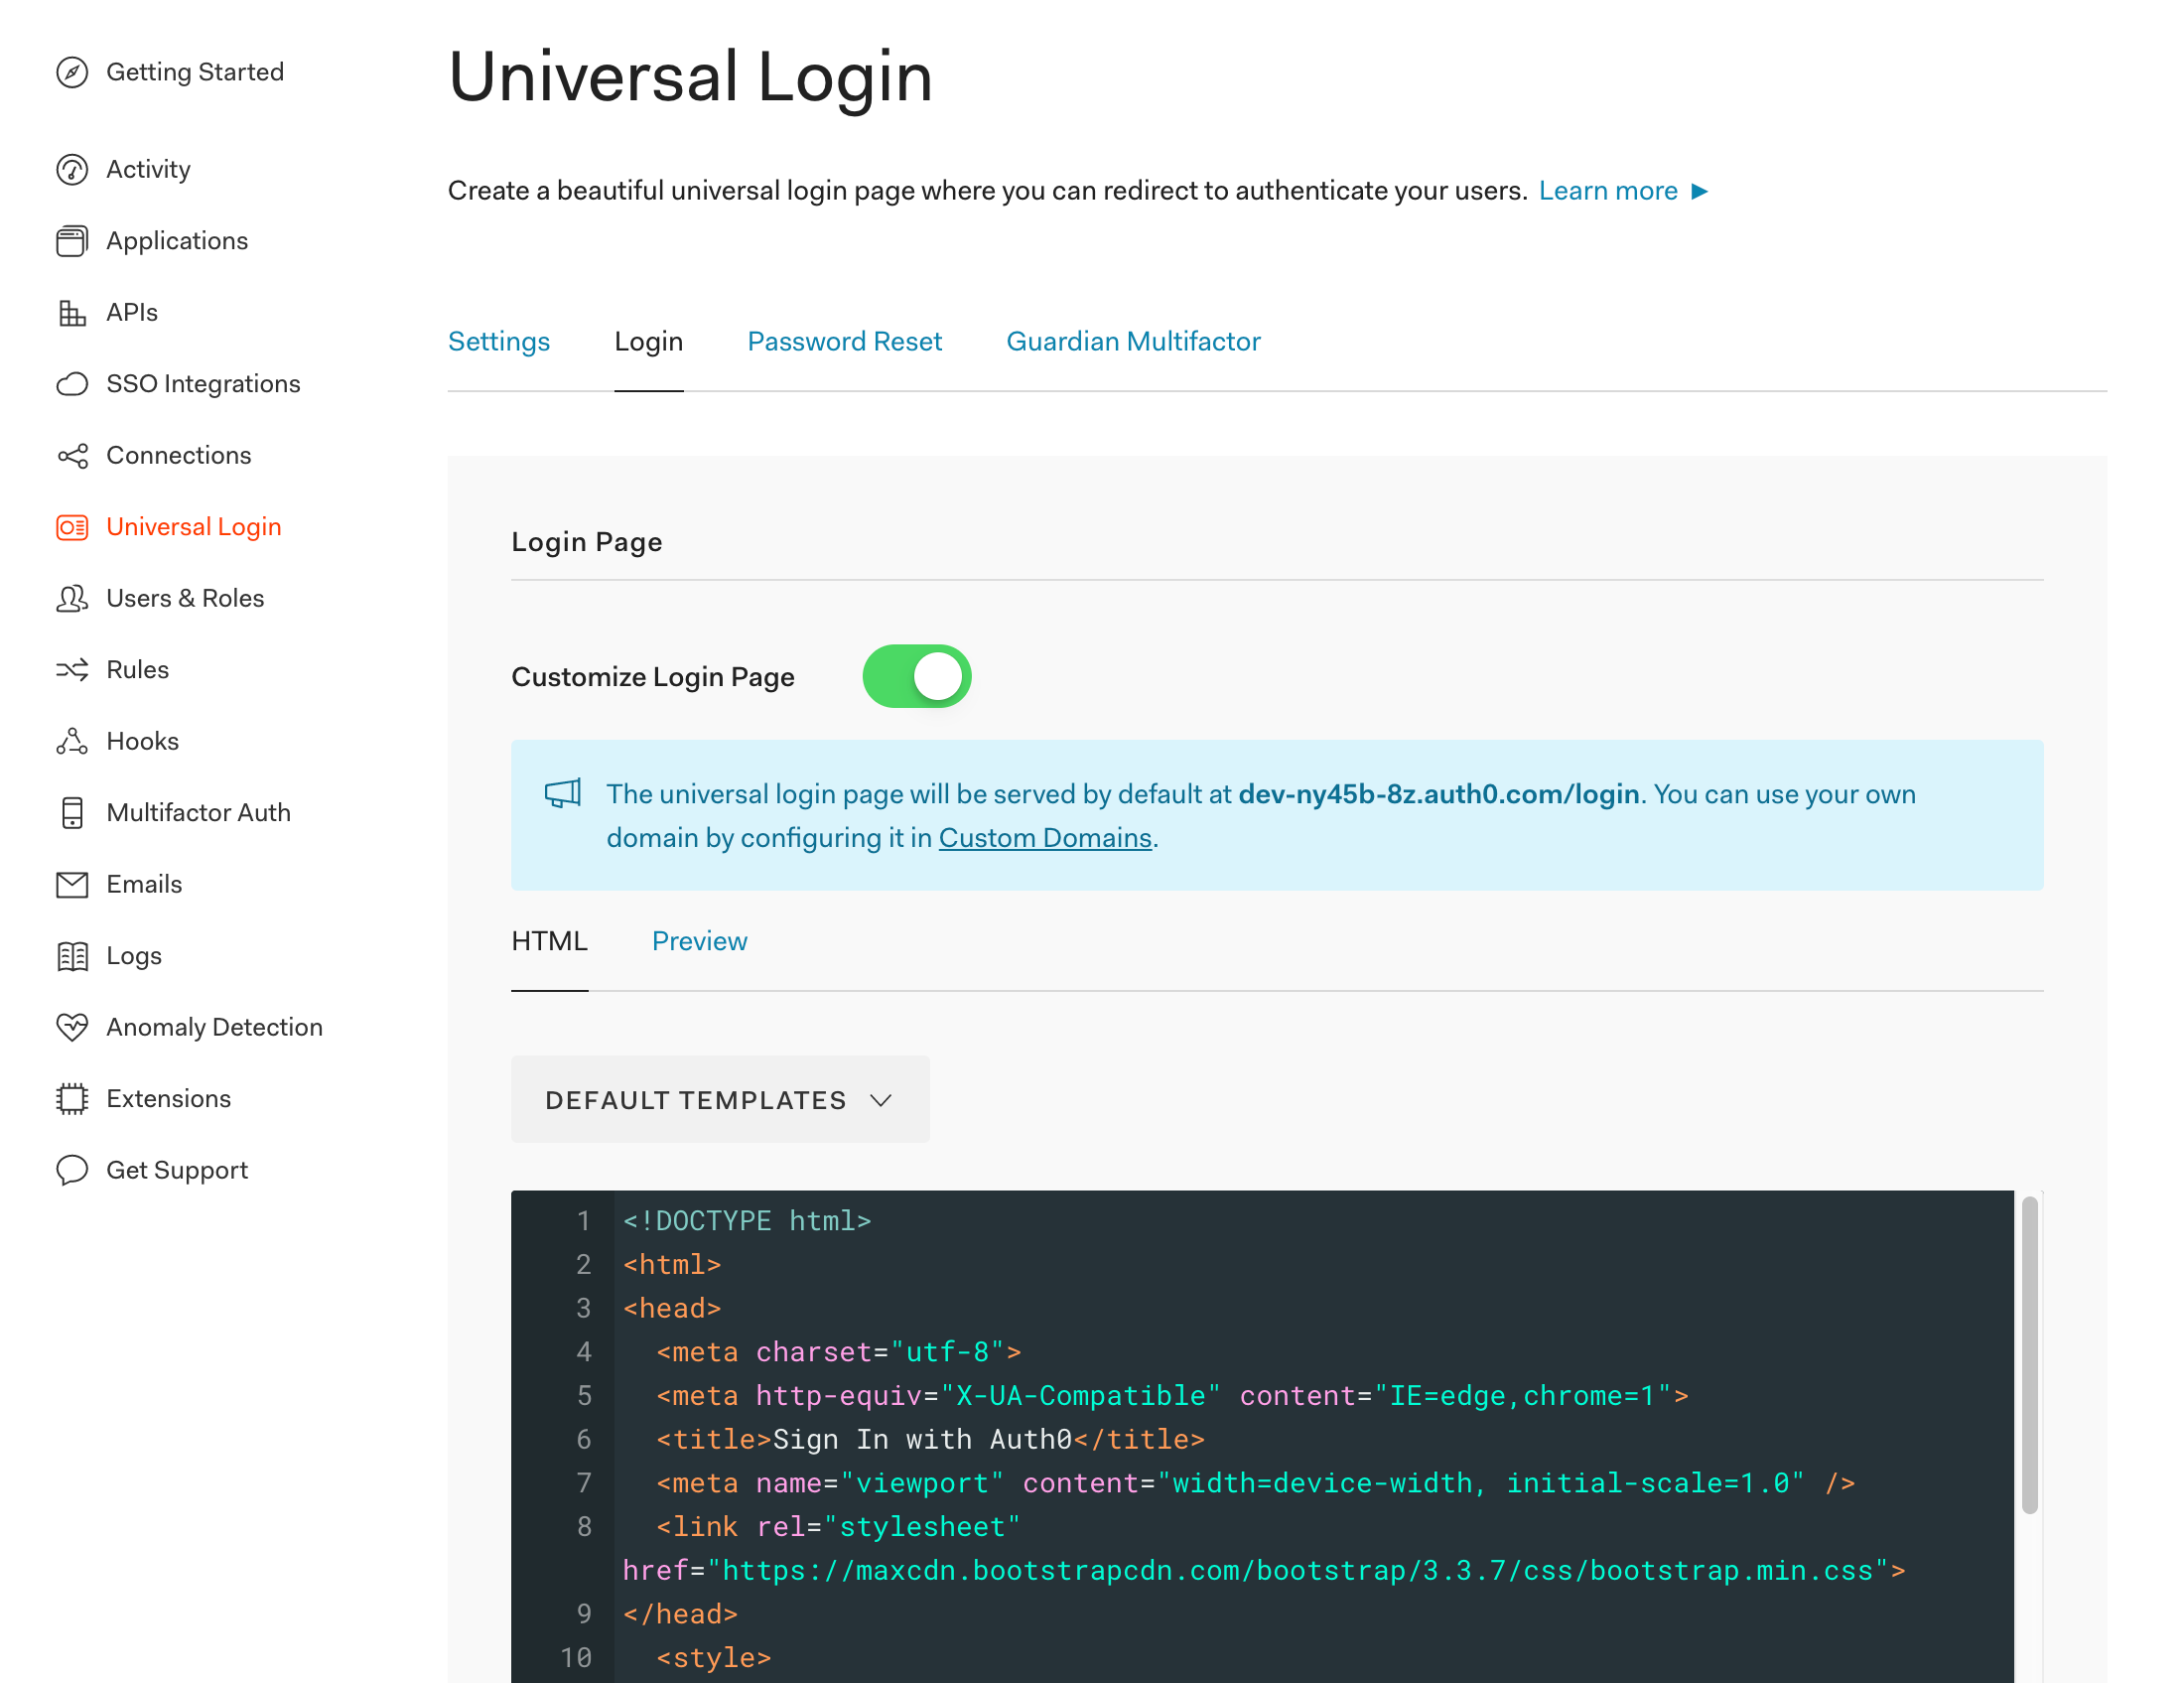 Getting Started
Activity
Applications
APIs
SSO Integrations
Connections
Universal Login
Users & Roles
Rules
Hooks
Multifactor Auth
Emails
Logs
Anomaly Detection
Extensions
Get Support
Universal Login
Create a beautiful universal login page where you can redirect to authenticate your users. Learn more ►
Settings Login Password Reset Guardian Multifactor
Login Page
Customize Login Page
The universal login page will be served by default at dev-ny45b-8z.auth0.com/login. You can use your own
domain by configuring it in Custom Domains.
HTML Preview
DEFAULT TEMPLATES
1 <!DOCTYPE html>
2 <html>
3 <head>
4 <meta charset="utf-8">
5 <meta http-equiv="X-UA-Compatible" content="IE=edge,chrome=1">
6 <title>Sign In with Auth0</title>
7 <meta name="viewport" content="width=device-width, initial-scale=1.0" />
8 <link rel="stylesheet"
href="https://maxcdn.bootstrapcdn.com/bootstrap/3.3.7/css/bootstrap.min.css">
9 </head>
10 <style>